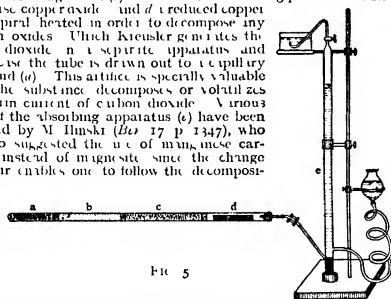 copper oxide and d a reduced copper
spiral heated in order to decompose any
oxides Ulrich Kreusler generates the
dioxide in a separate apparatus and
the tube is drawn out to a capillary
(a) This artifice is specially valuable
the substance decomposes or volatilizes
current of carbon dioxide Various
the absorbing apparatus (e) have been
by M Ilinski (Ber 17 p 1347), who
suggested the use of manganese car-
instead of magnesite since the change
enables one to follow the decomposi-
a b c d
e
FIG 5